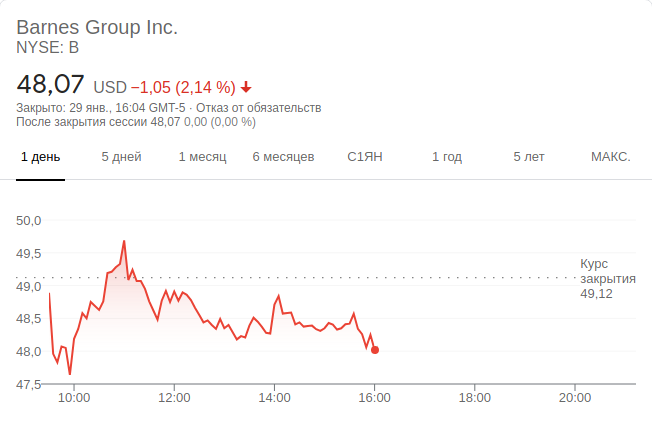 Barnes Group Inc.
NYSE: B
48,07 USD −1,05 (2,14 %)
Закрыто: 29 янв., 16:04 GMT-5 · Отказ от обязательств
После закрытия сессии 48,07 0,00 (0,00 %)
1 день 5 дней 1 месяц 6 месяцев С1ЯН 1 год 5 лет МАКС.
50,0
49,5
Курс
закрытия
49,12
49,0
48,5
48,0
47,5
10:00 12:00 14:00 16:00 18:00 20:00